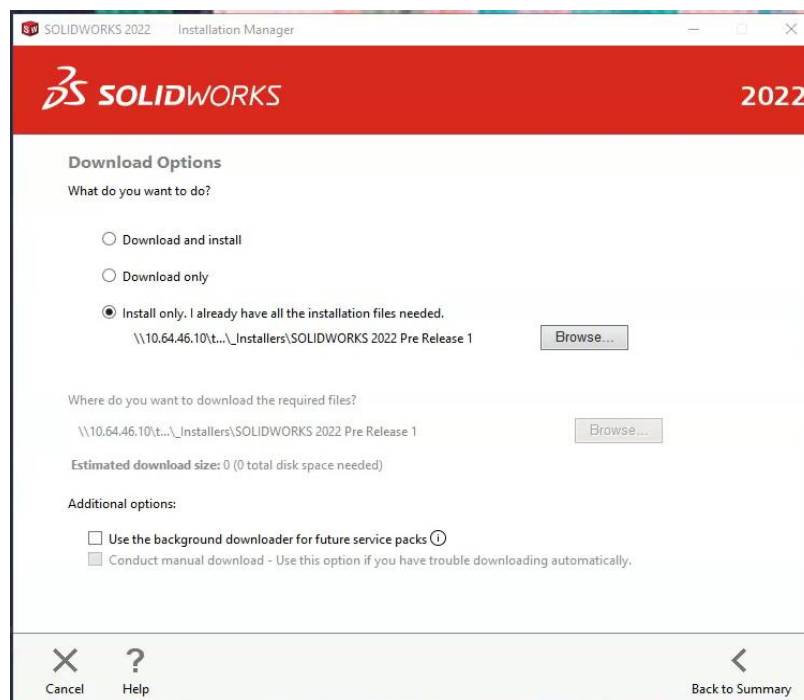 SOLIDWORKS 2022 Installation Manager
SOLIDWORKS 2022
Download Options
What do you want to do?
Download and install
Download only
Install only. I already have all the installation files needed.
\\10.64.46.10\t...\_Installers\SOLIDWORKS 2022 Pre Release 1 Browse...
Where do you want to download the required files?
\\10.64.46.10\t...\_Installers\SOLIDWORKS 2022 Pre Release 1 Browse...
Estimated download size: 0 (0 total disk space needed)
Additional options:
Use the background downloader for future service packs
Conduct manual download - Use this option if you have trouble downloading automatically.
Cancel Help Back to Summary